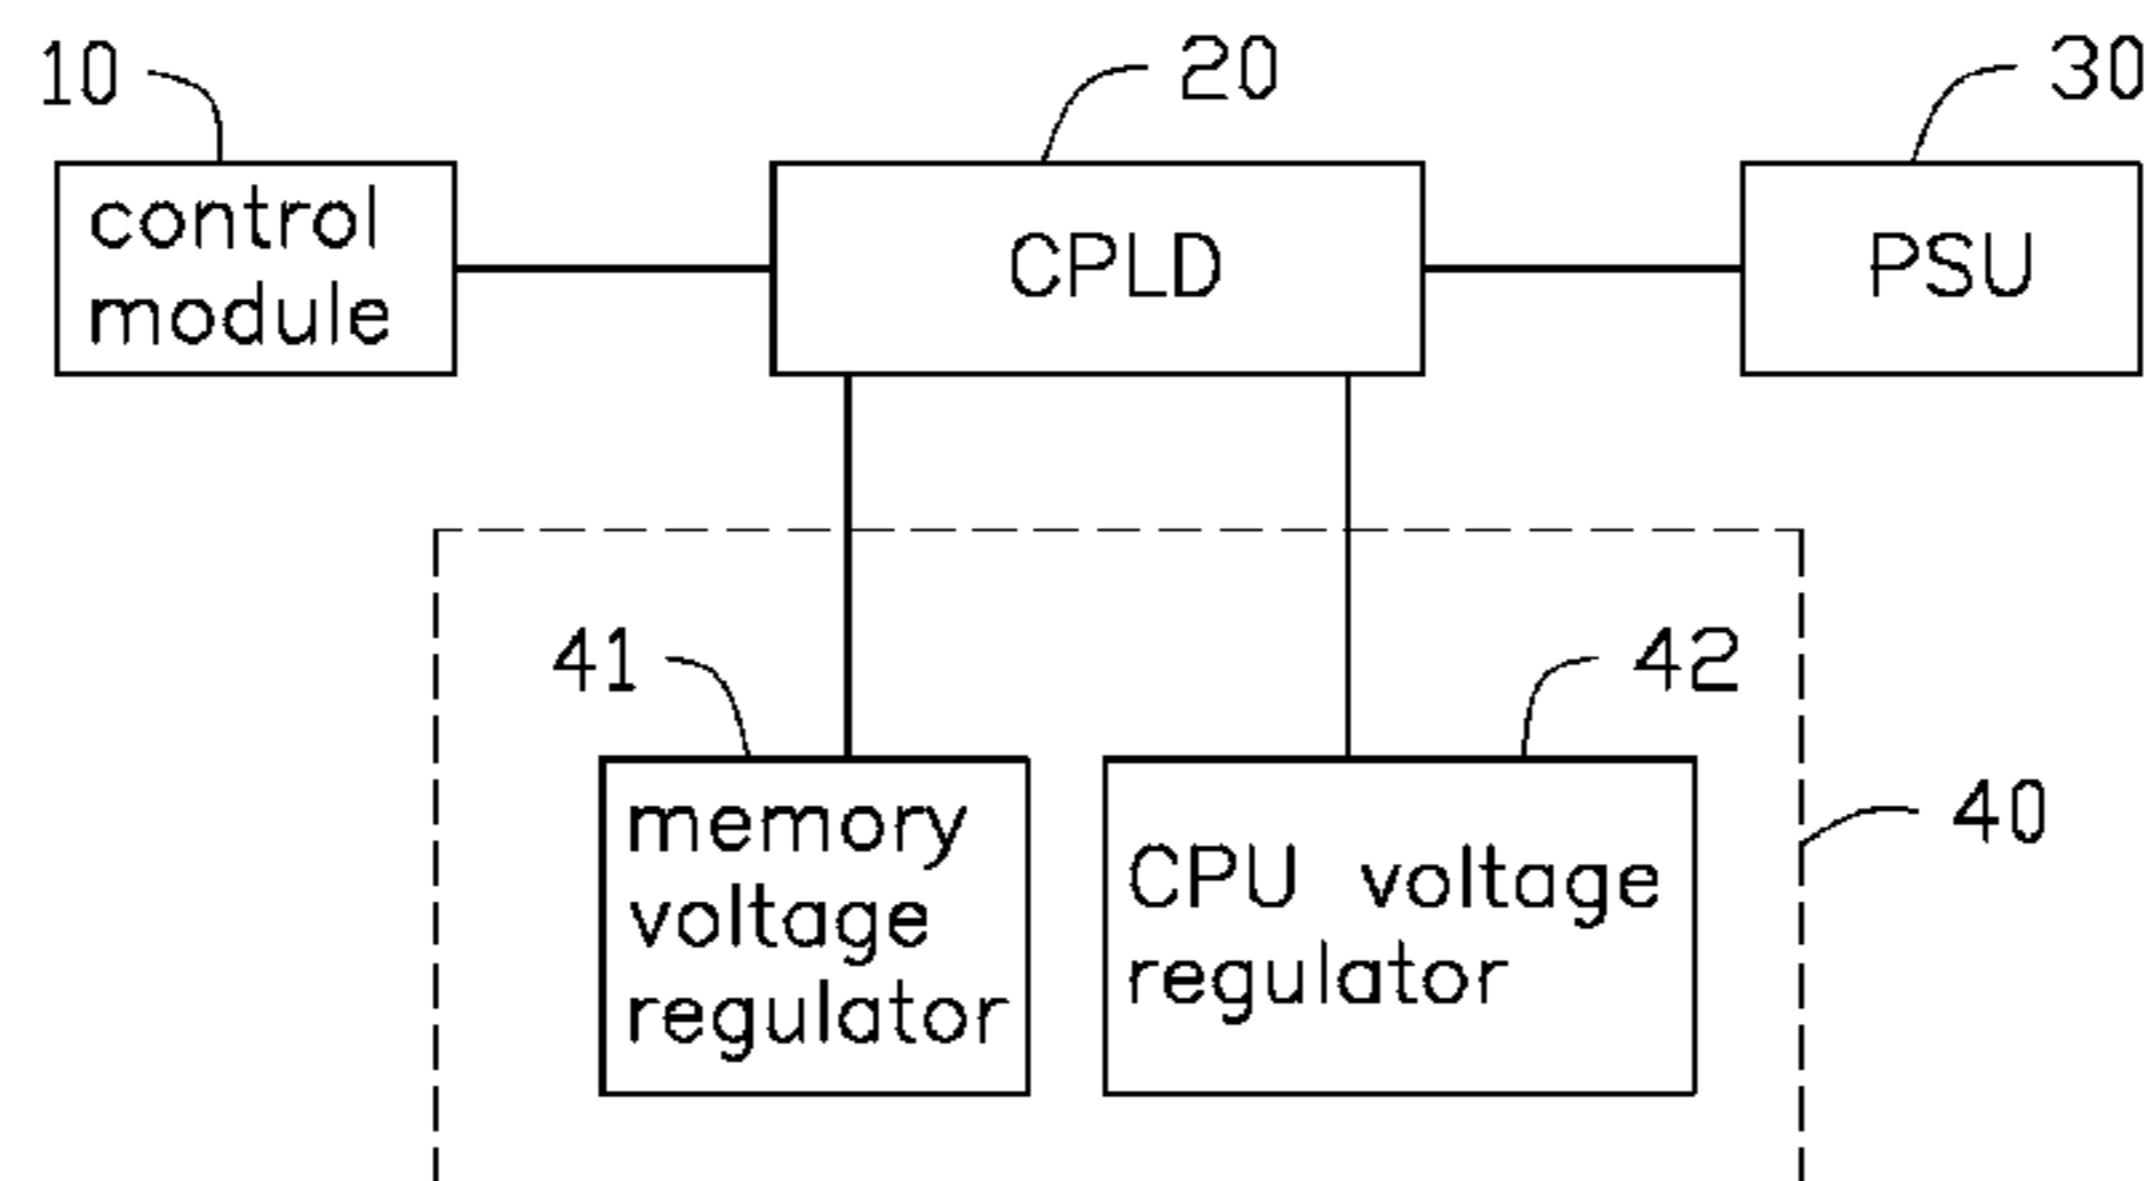 10
20
30
control
module
CPLD
PSU
41
42
memory
voltage
regulator
CPU voltage
regulator
40